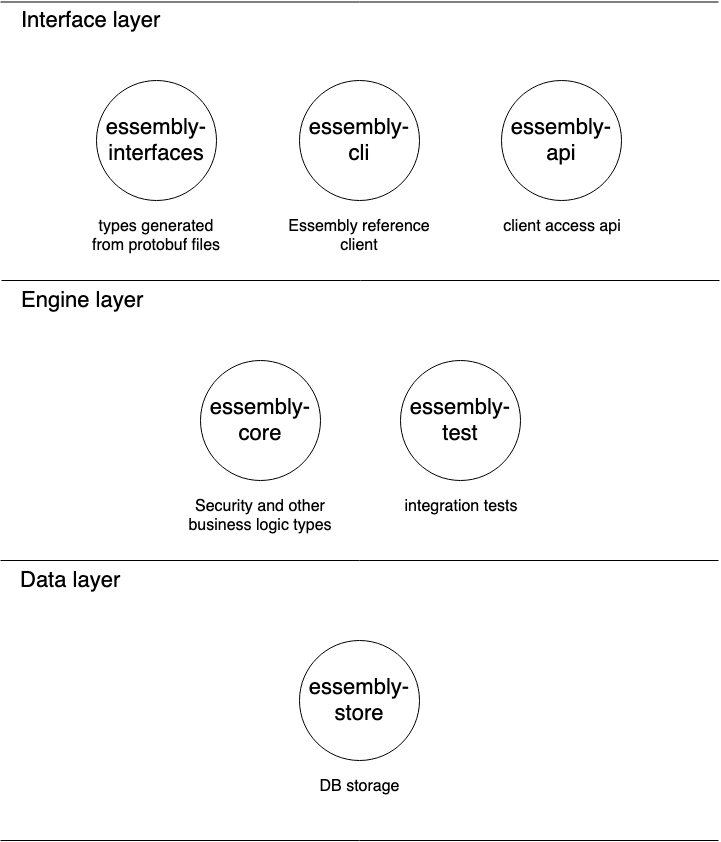 Interface layer
essembly-
interfaces
essembly-
cli
essembly-
api
types generated
from protobuf files
Essembly reference
client
client access api
Engine layer
essembly-
core
essembly-
test
Security and other
business logic types
integration tests
Data layer
essembly-
store
DB storage